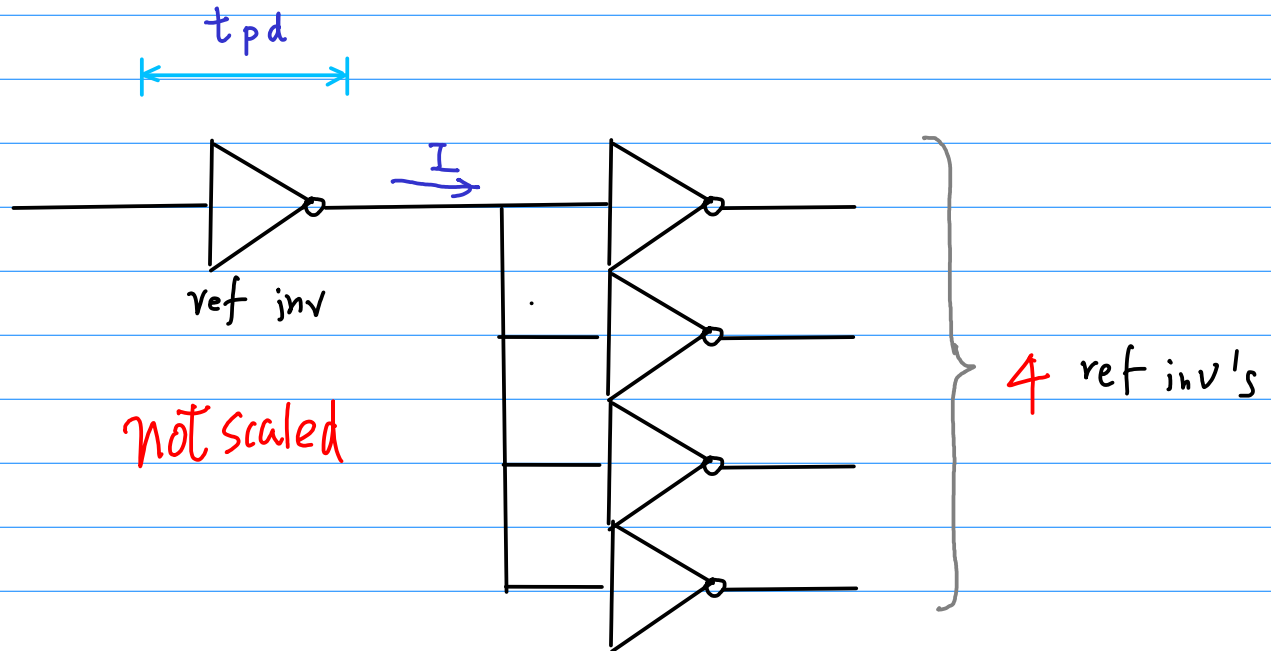 tpd
I
ref inv
4 ref inv's
not scaled